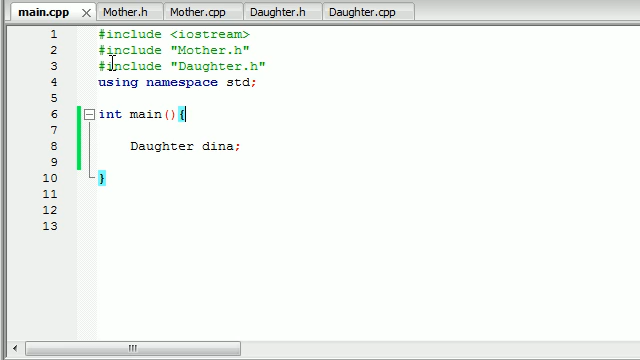 main.cpp Mother.h Mother.cpp Daughter.h Daughter.cpp
1 #include <iostream>
2 #include "Mother.h"
3 #include "Daughter.h"
4 using namespace std;
5
6 int main(){
7
8 Daughter dina;
9
10 }
11
12
13